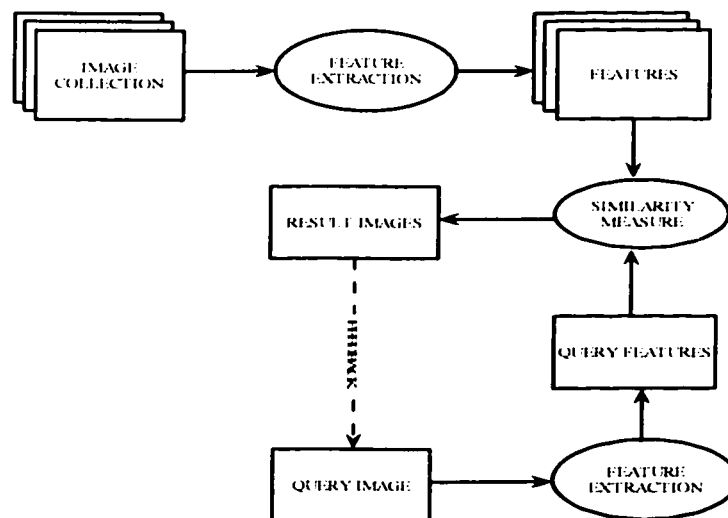 IMAGE
COLLECTION
FEATURE
EXTRACTION
FEATURES
RESULT IMAGES
SIMILARITY
MEASURE
QUERY FEATURES
QUERY IMAGE
FEATURE
EXTRACTION